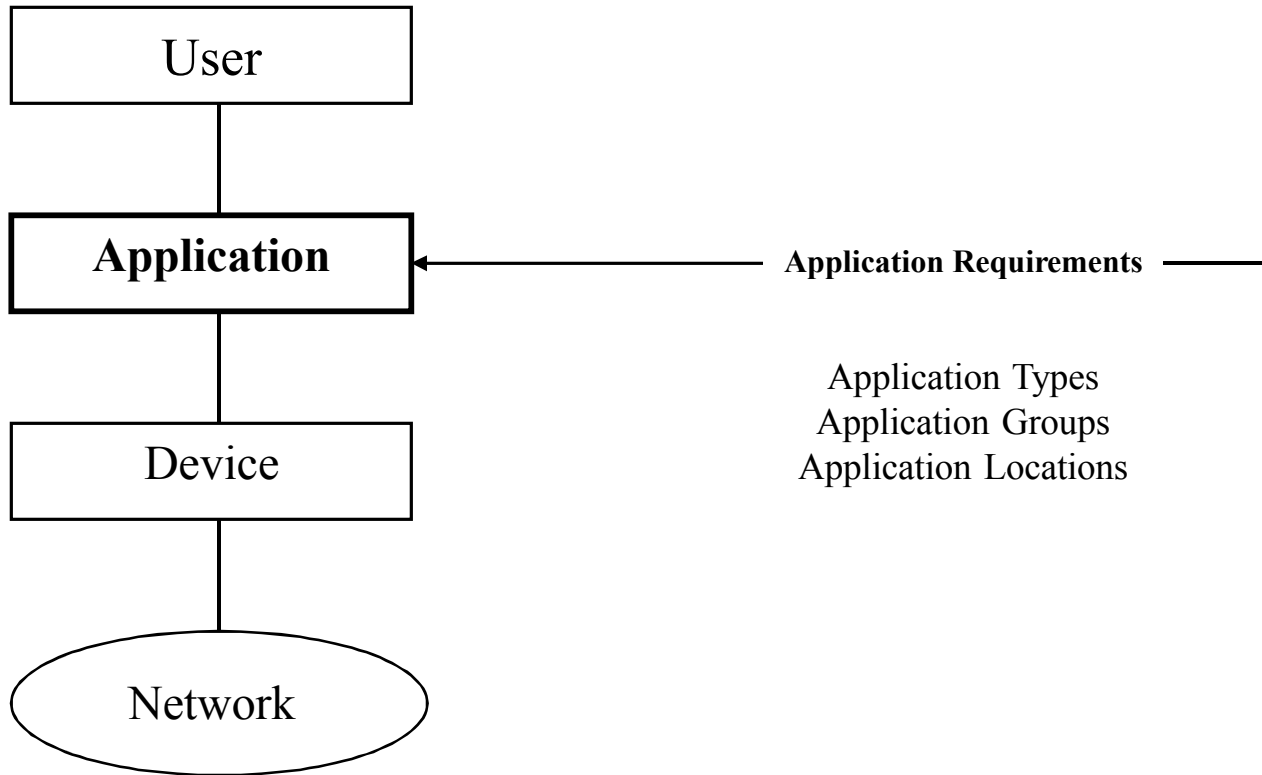 User
Application
Application Requirements
Application Types
Application Groups
Application Locations
Device
Network